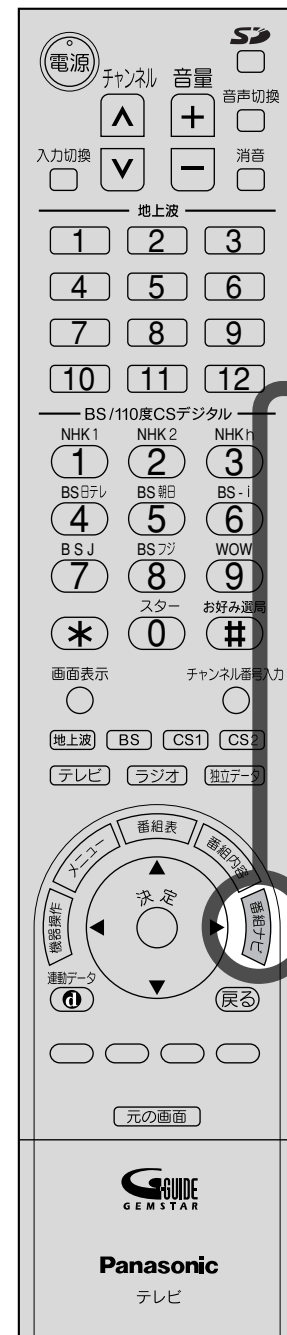 SD
電源
チャンネル 音量
音声切換
入力切換
消音
地上波
1 2 3
4 5 6
7 8 9
10 11 12
BS/110度CSデジタル
NHK1 NHK2 NHKh
1 2 3
BS日テレ BS朝日 BS-i
4 5 6
BSJ BSフジ WOW
7 8 9
スター お好み選局
* 0 #
画面表示 チャンネル番号入力
地上波 BS CS1 CS2
テレビ ラジオ 独立データ
機器操作 メニュー 番組表 番組内容 番組ナビ
決定
連動データ
d 戻る
元の画面
G-GUIDE
GEMSTAR
Panasonic
テレビ